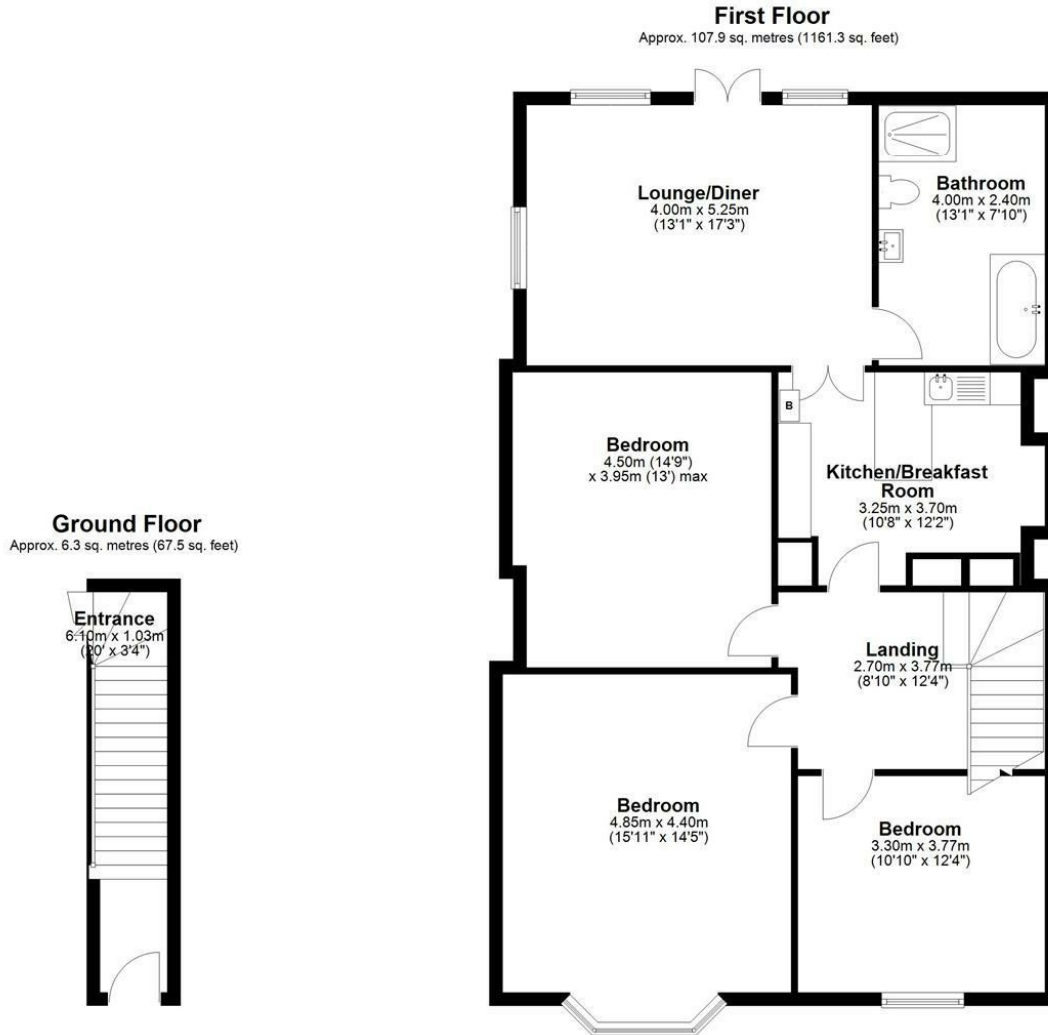 First Floor
Approx. 107.9 sq. metres (1161.3 sq. feet)
Lounge/Diner
4.00m x 5.25m
(13'1" x 17'3")
Bathroom
4.00m x 2.40m
(13'1" x 7'10")
B
Bedroom
4.50m (14'9")
x 3.95m (13') max
Kitchen/Breakfast
Room
3.25m x 3.70m
(10'8" x 12'2")
Ground Floor
Approx. 6.3 sq. metres (67.5 sq. feet)
Entrance
6.10m x 1.03m
(20' x 3'4")
Landing
2.70m x 3.77m
(8'10" x 12'4")
Bedroom
4.85m x 4.40m
(15'11" x 14'5")
Bedroom
3.30m x 3.77m
(10'10" x 12'4")